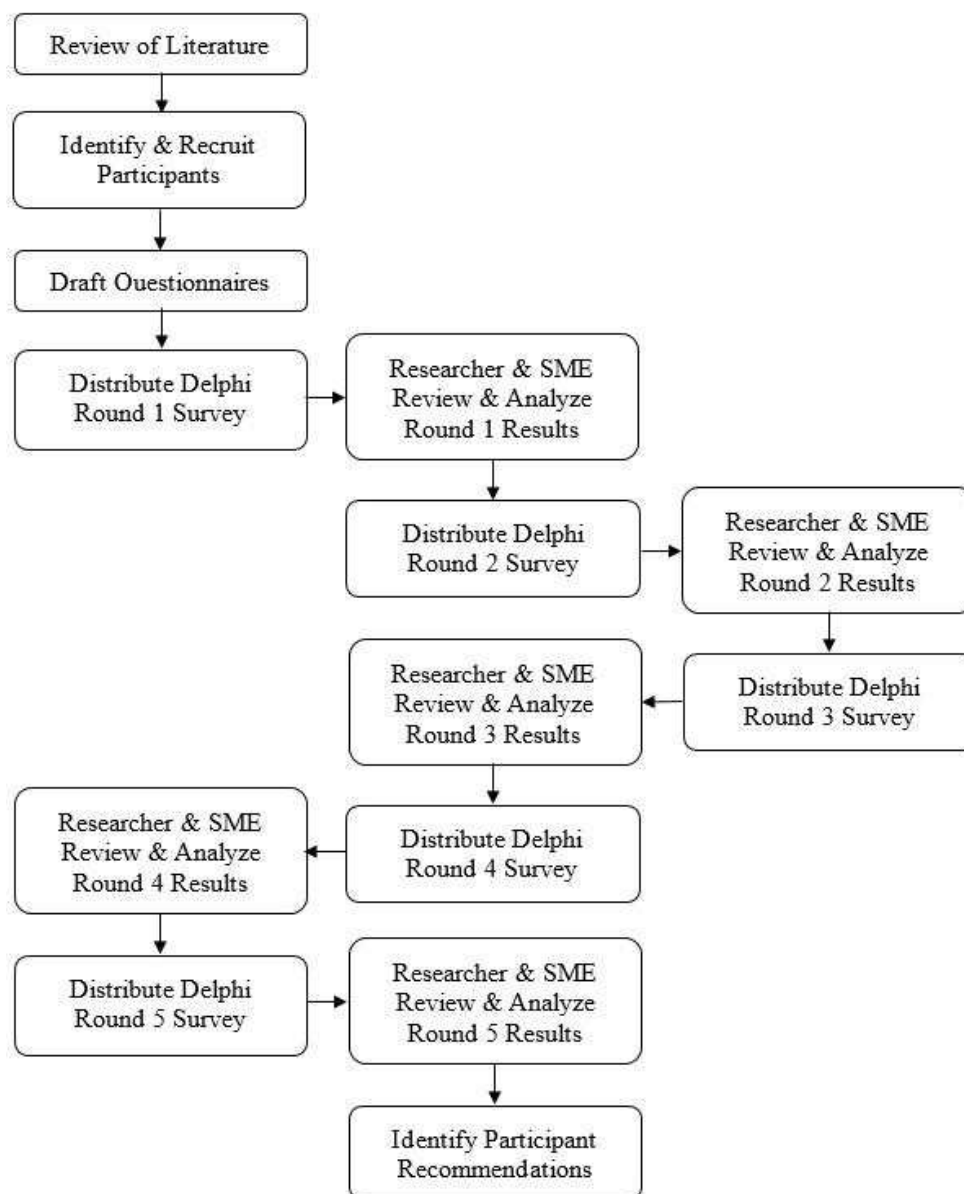 Review of Literature
Identify & Recruit
Participants
Draft Ouestionnaires
Distribute Delphi
Round 1 Survey
Researcher & SME
Review & Analyze
Round 1 Results
Distribute Delphi
Round 2 Survey
Researcher & SME
Review & Analyze
Round 2 Results
Distribute Delphi
Round 3 Survey
Researcher & SME
Review & Analyze
Round 3 Results
Distribute Delphi
Round 4 Survey
Researcher & SME
Review & Analyze
Round 4 Results
Distribute Delphi
Round 5 Survey
Researcher & SME
Review & Analyze
Round 5 Results
Identify Participant
Recommendations